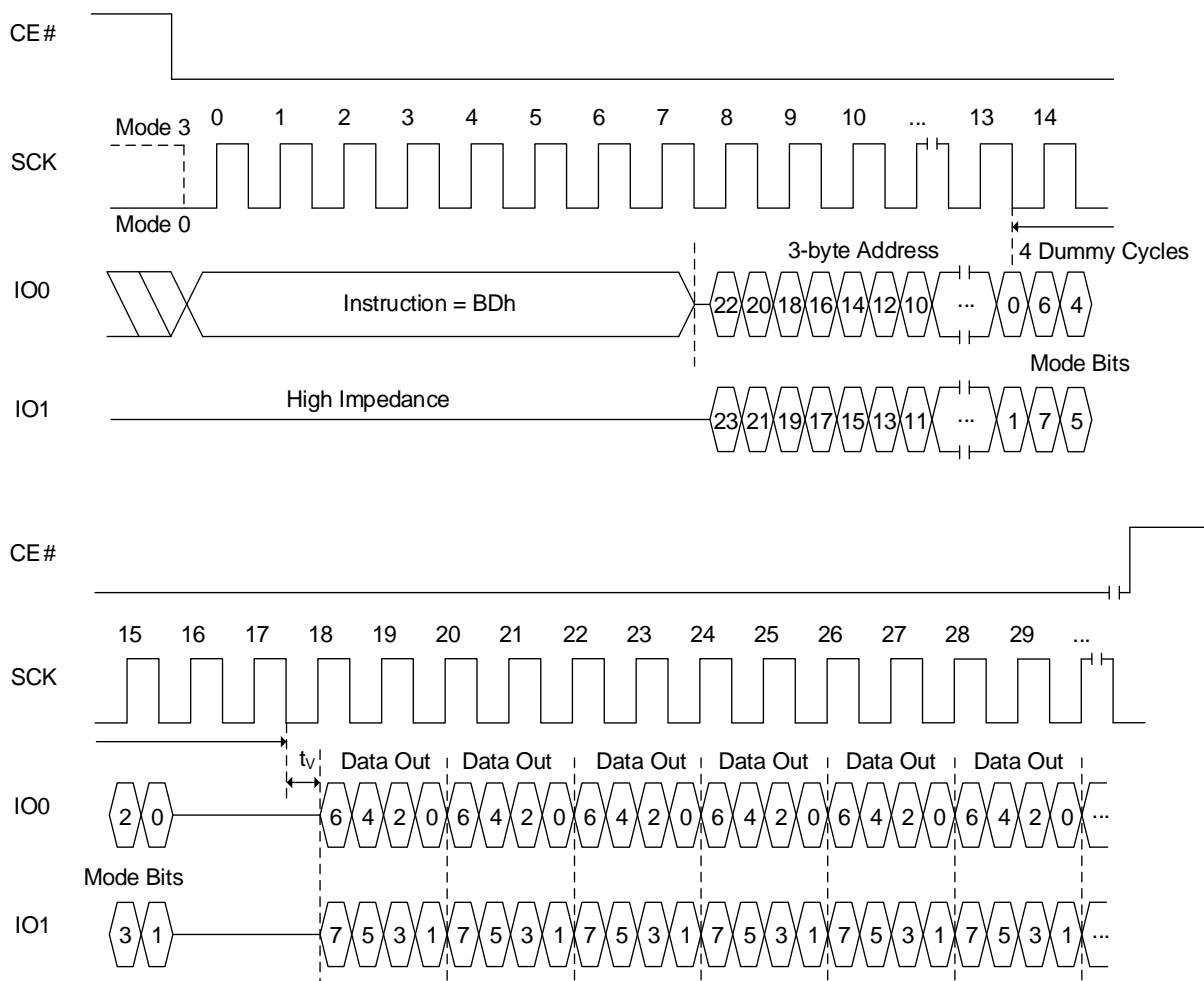 CE#
0 1 2 3 4 5 6 7 8 9 10 ... 13 14
Mode 3
SCK
Mode 0
3-byte Address 4 Dummy Cycles
IO0 Instruction = BDh 22 20 18 16 14 12 10 ... 0 6 4
Mode Bits
IO1 High Impedance 23 21 19 17 15 13 11 ... 1 7 5
CE#
15 16 17 18 19 20 21 22 23 24 25 26 27 28 29 ...
SCK
tV Data Out Data Out Data Out Data Out Data Out Data Out
IO0 2 0 6 4 2 0 6 4 2 0 6 4 2 0 6 4 2 0 6 4 2 0 6 4 2 0 ...
Mode Bits
IO1 3 1 7 5 3 1 7 5 3 1 7 5 3 1 7 5 3 1 7 5 3 1 7 5 3 1 ...